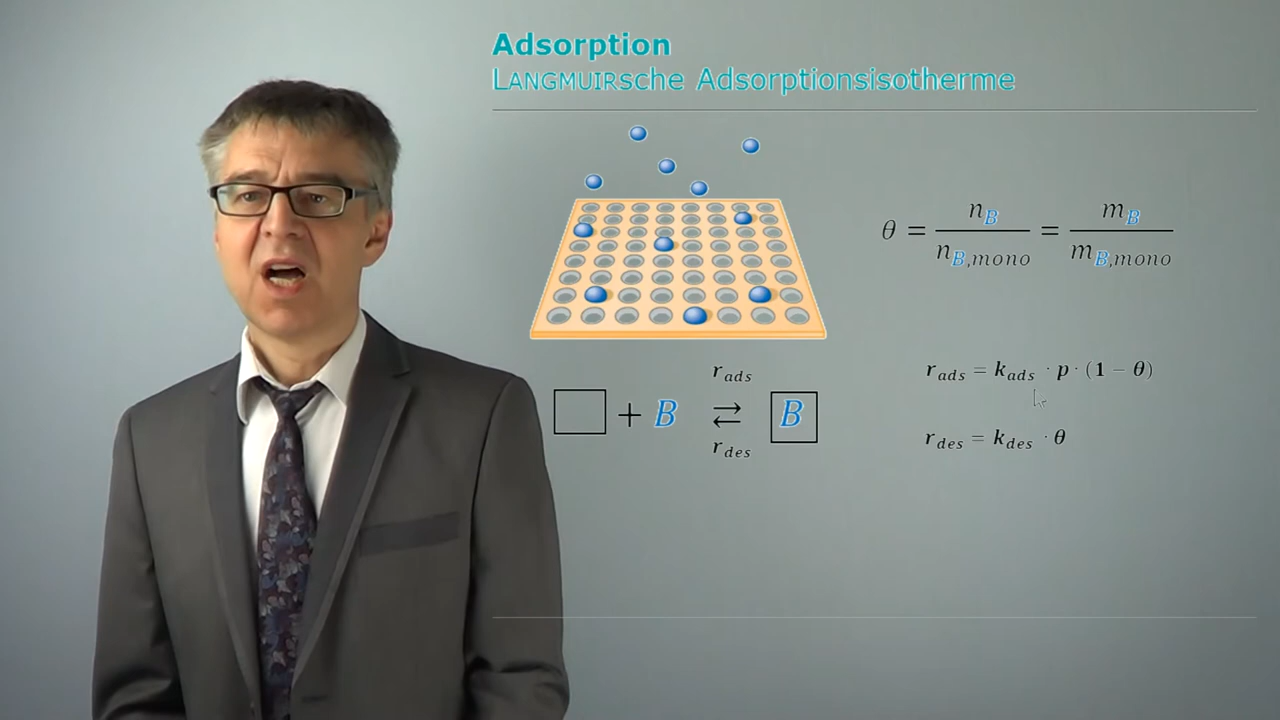 Adsorption
LANGMUIRsche Adsorptionsisotherme
θ = n_B / n_B,mono = m_B / m_B,mono
r_ads = k_ads · p · (1 − θ)
r_ads
□ + B ⇄ B
r_des
r_des = k_des · θ